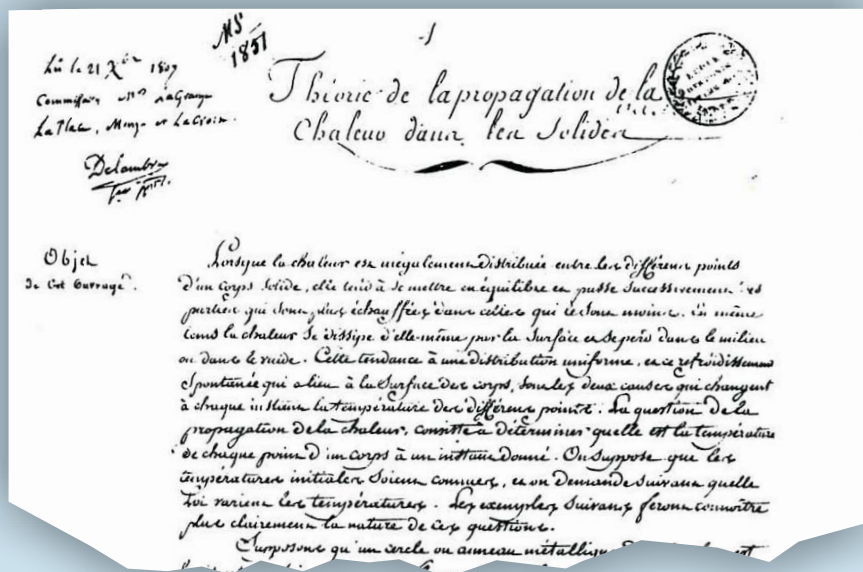 MS
1851
1
Lû le 21 Xbre 1807
Commissaires Mrs LaGrange
LaPlace, Monge et LaCroix.
Delambre
Théorie de la propagation de la
Chaleur dans les Solides
Objet
de Cet Ouvrage.
Lorsque la chaleur est inégalement distribuée entre les différens points
d'un corps solide, elle tend à se mettre en équilibre et passe successivement des
parties qui sont plus échauffées dans celles qui le sont moins. En même
tems la chaleur se dissipe d'elle-même par la surface et se perd dans le milieu
ou dans le vuide. Cette tendance à une distribution uniforme, et ce refroidissement
spontanée qui a lieu à la surface des corps, sont les deux causes qui changent
à chaque instant la température des différens points. La question de la
propagation de la chaleur, consiste à déterminer quelle est la température
de chaque point d'un corps à un instant donné. On suppose que les
températures initiales soient connues, et on demande suivant quelle
loi varient les températures. Les exemples suivans feront connoître
plus clairement la nature de ces questions.
Supposons qu'un cercle ou anneau métallique est